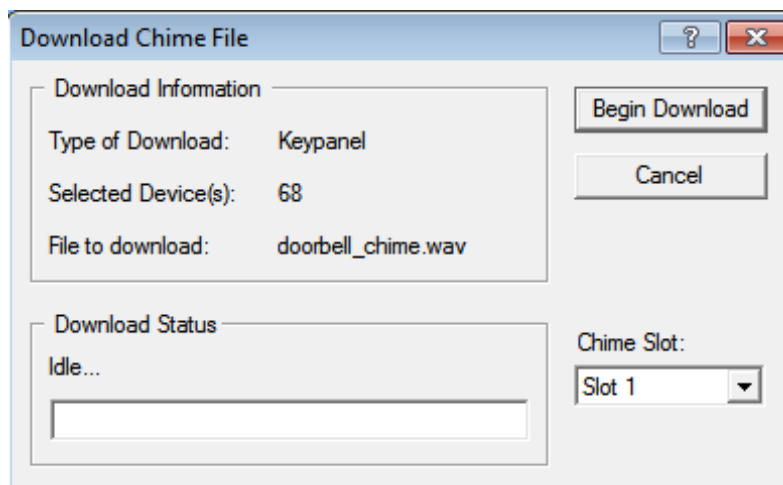 Download Chime File
Download Information
Type of Download: Keypanel
Selected Device(s): 68
File to download: doorbell_chime.wav
Begin Download
Cancel
Download Status
Idle...
Chime Slot:
Slot 1